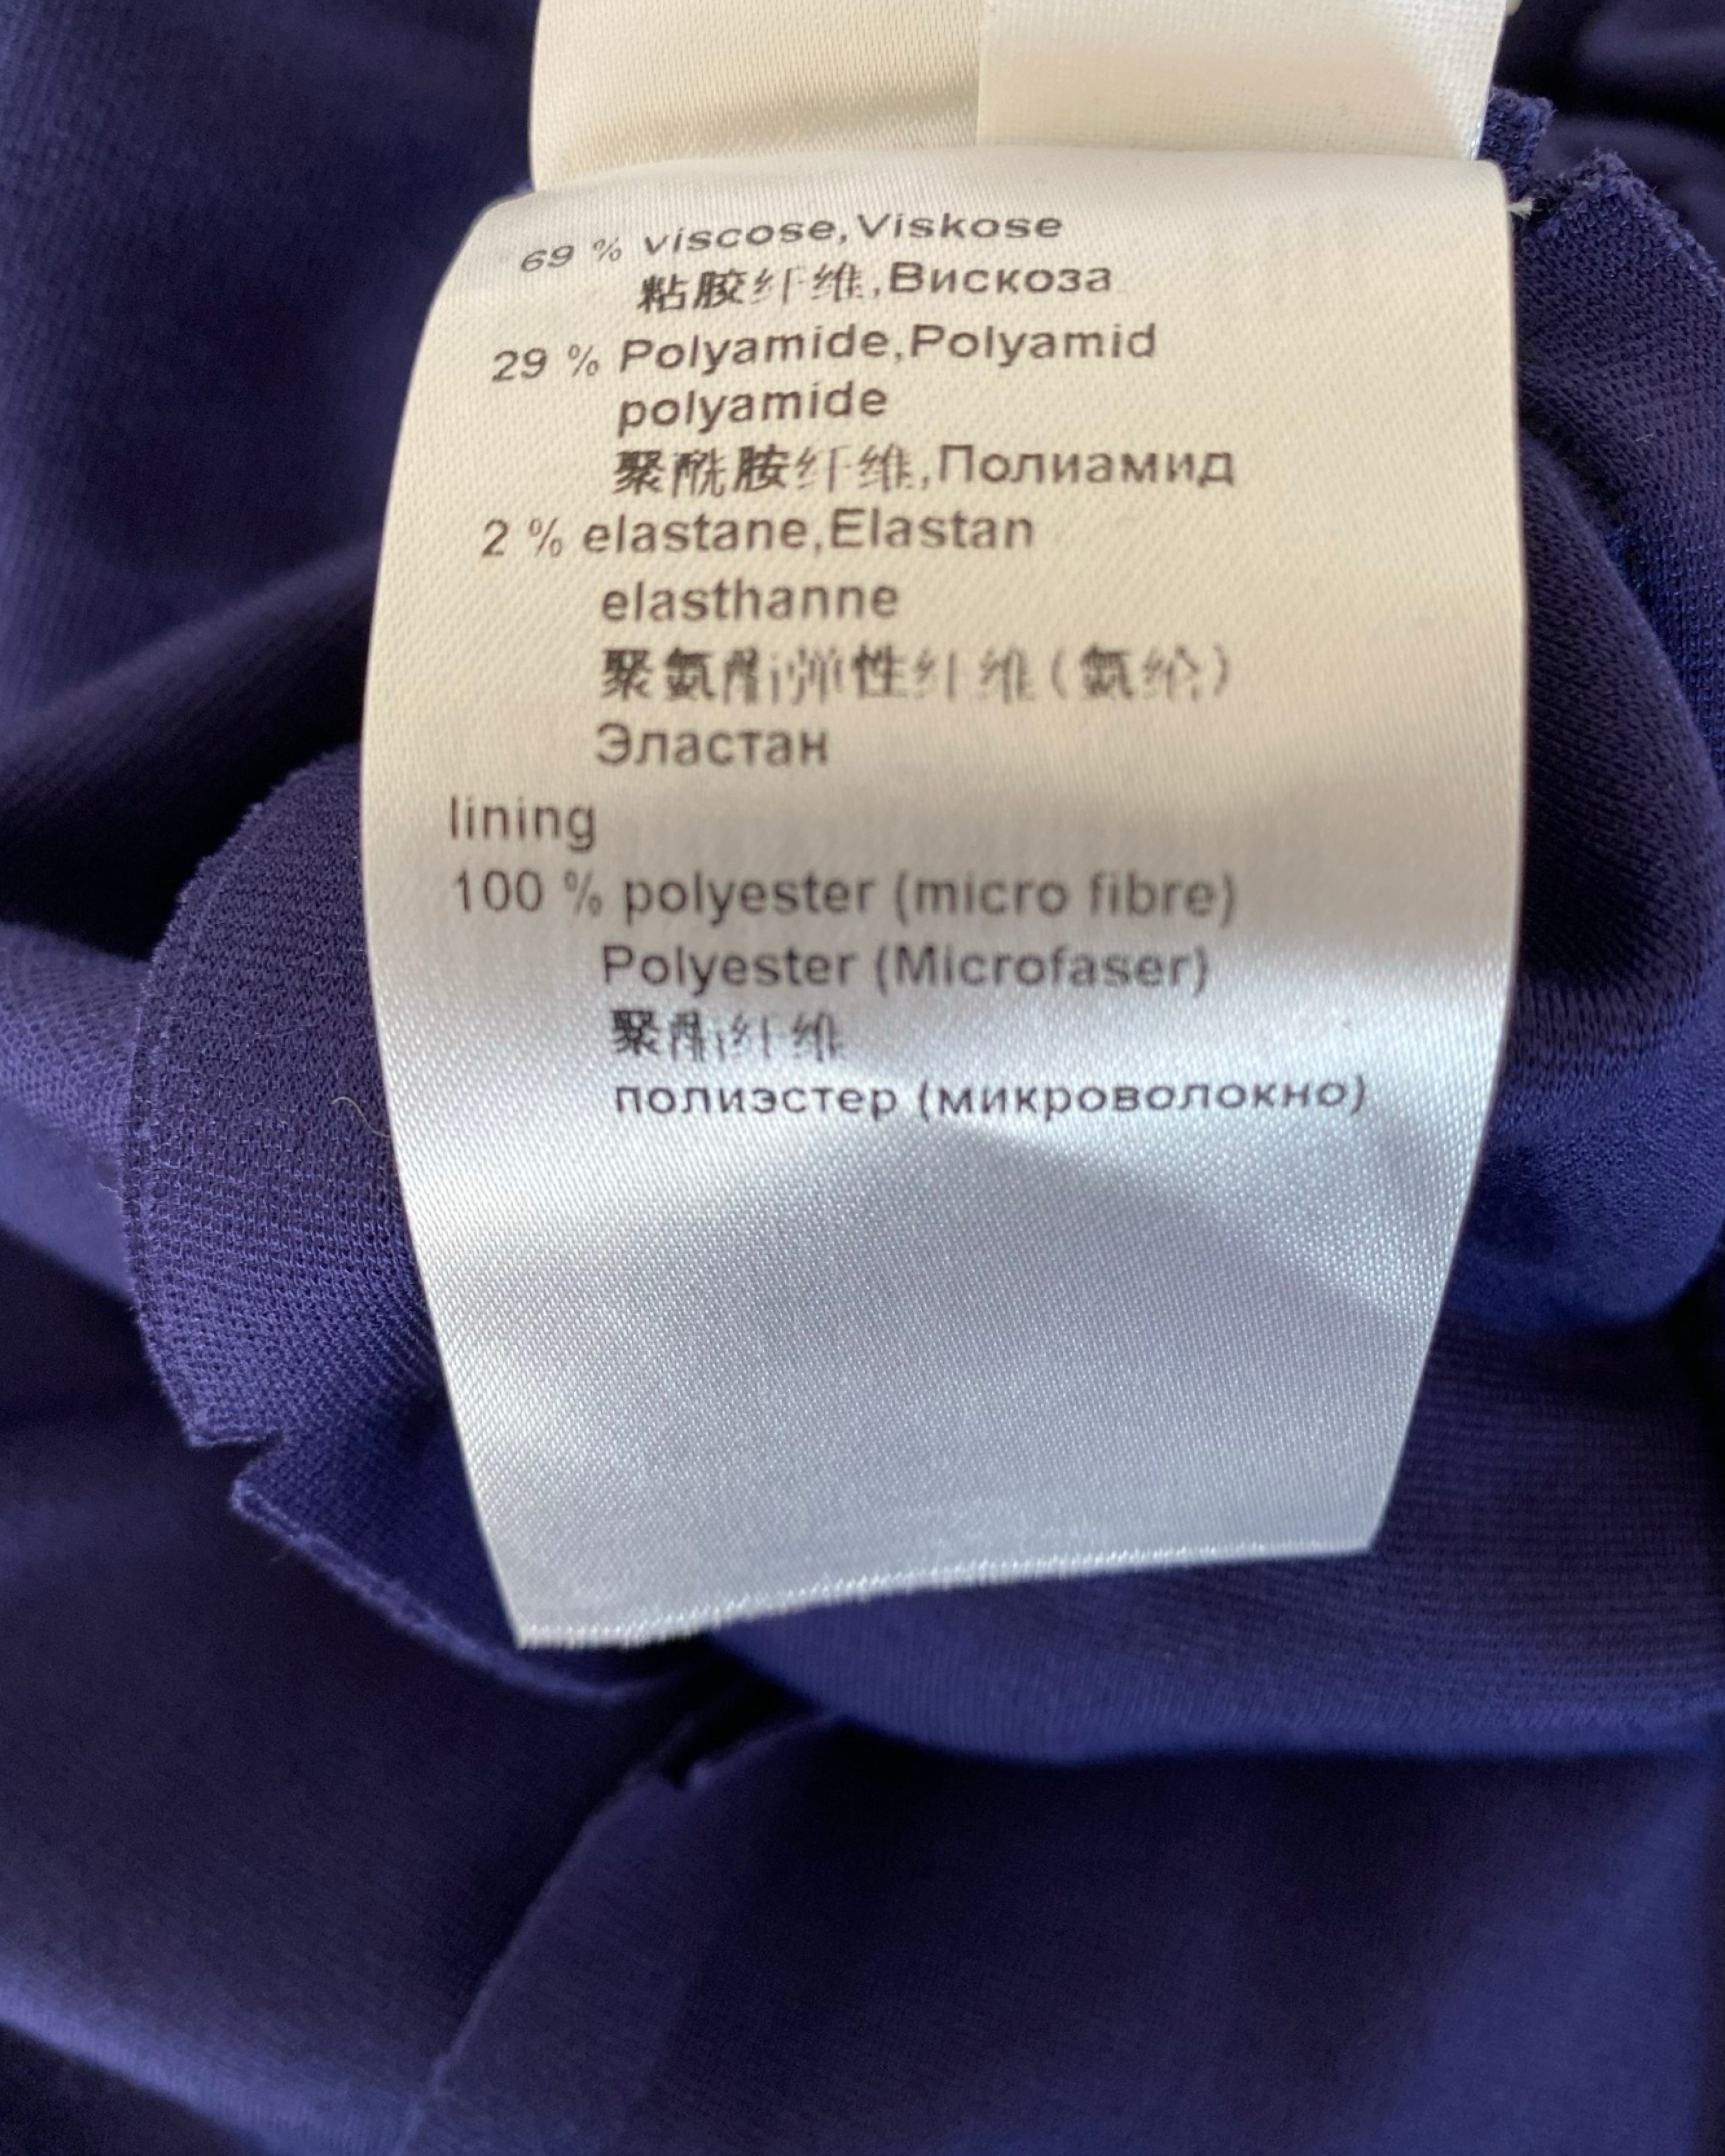 69 % viscose,Viskose
粘胶纤维,Вискоза
29 % Polyamide,Polyamid
polyamide
聚酰胺纤维,Полиамид
2 % elastane,Elastan
elasthanne
聚氨酯弹性纤维(氨纶)
Эластан
lining
100 % polyester (micro fibre)
Polyester (Microfaser)
聚酯纤维
полиэстер (микроволокно)